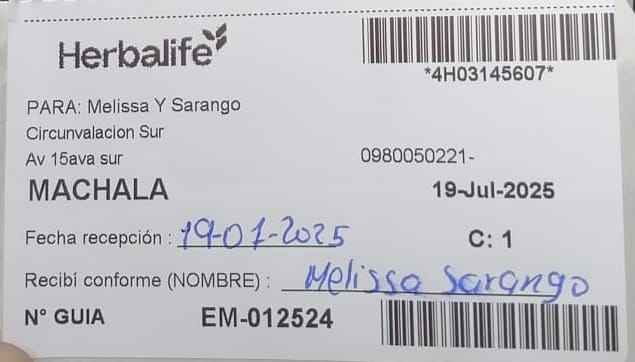 Herbalife
*4H03145607*
PARA: Melissa Y Sarango
Circunvalacion Sur
Av 15ava sur
0980050221-
MACHALA
19-Jul-2025
Fecha recepción : 19-07-2025
C: 1
Recibí conforme (NOMBRE) : Melissa Sarango
N° GUIA EM-012524